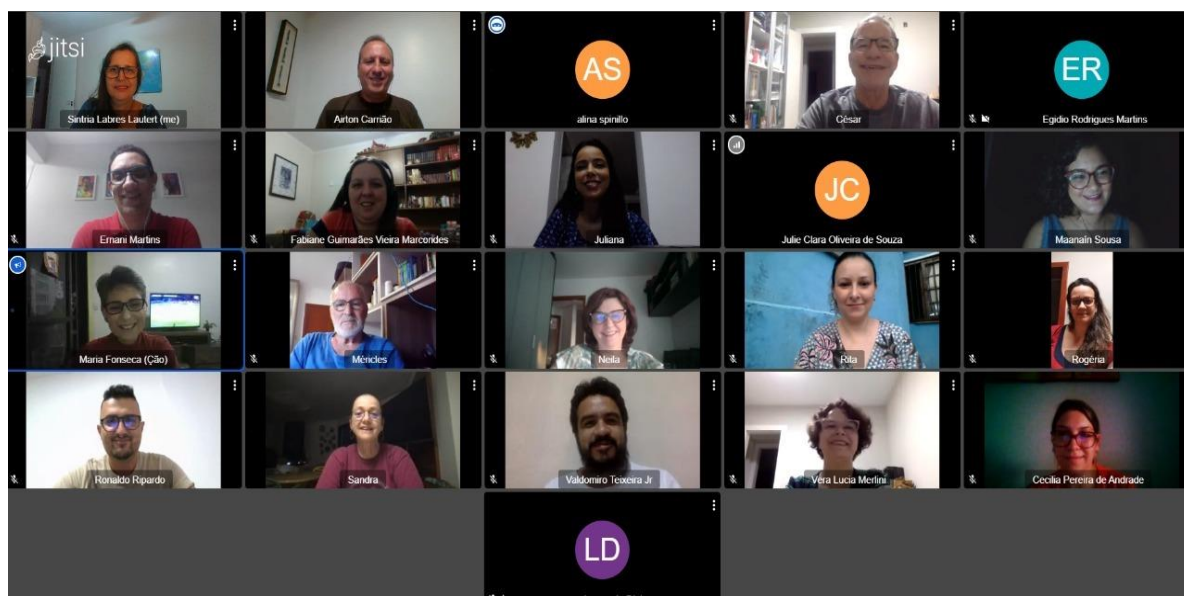 jitsi
Sintria Labres Lautert (me)
Airton Carrião
AS
alina spinillo
César
ER
Egidio Rodrigues Martins
Ernani Martins
Fabiane Guimarães Vieira Marcondes
Juliana
JC
Julie Clara Oliveira de Souza
Maanaín Sousa
Maria Fonseca (Ção)
Méricles
Neila
Rita
Rogéria
Ronaldo Ripardo
Sandra
Valdomiro Teixeira Jr
Vera Lucia Merlini
Cecilia Pereira de Andrade
LD